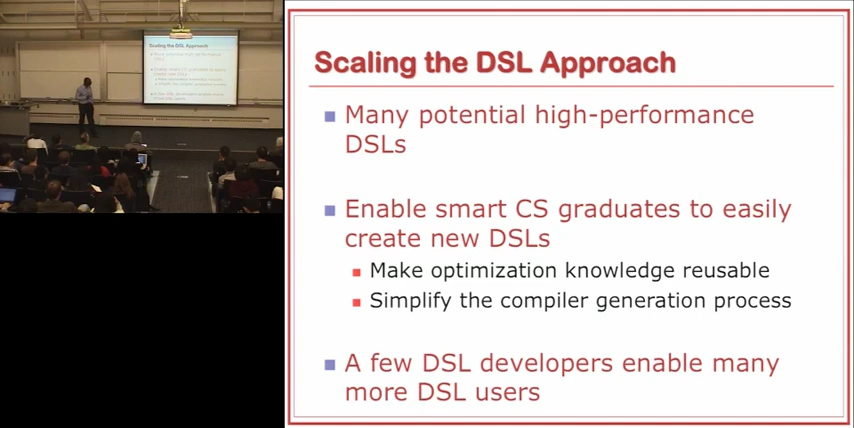 Scaling the DSL Approach
Many potential high-performance
DSLs
Enable smart CS graduates to easily
create new DSLs
Make optimization knowledge reusable
Simplify the compiler generation process
A few DSL developers enable many
more DSL users